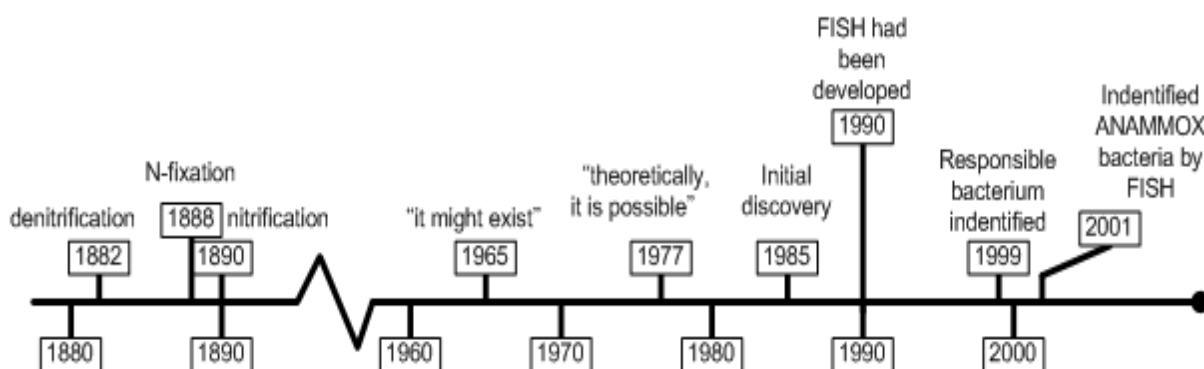 denitrification
1882
N-fixation
1888
nitrification
1890
"it might exist"
1965
"theoretically,
it is possible"
1977
Initial
discovery
1985
FISH had
been
developed
1990
Responsible
bacterium
indentified
1999
Indentified
ANAMMOX
bacteria by
FISH
2001
1880
1890
1960
1970
1980
1990
2000